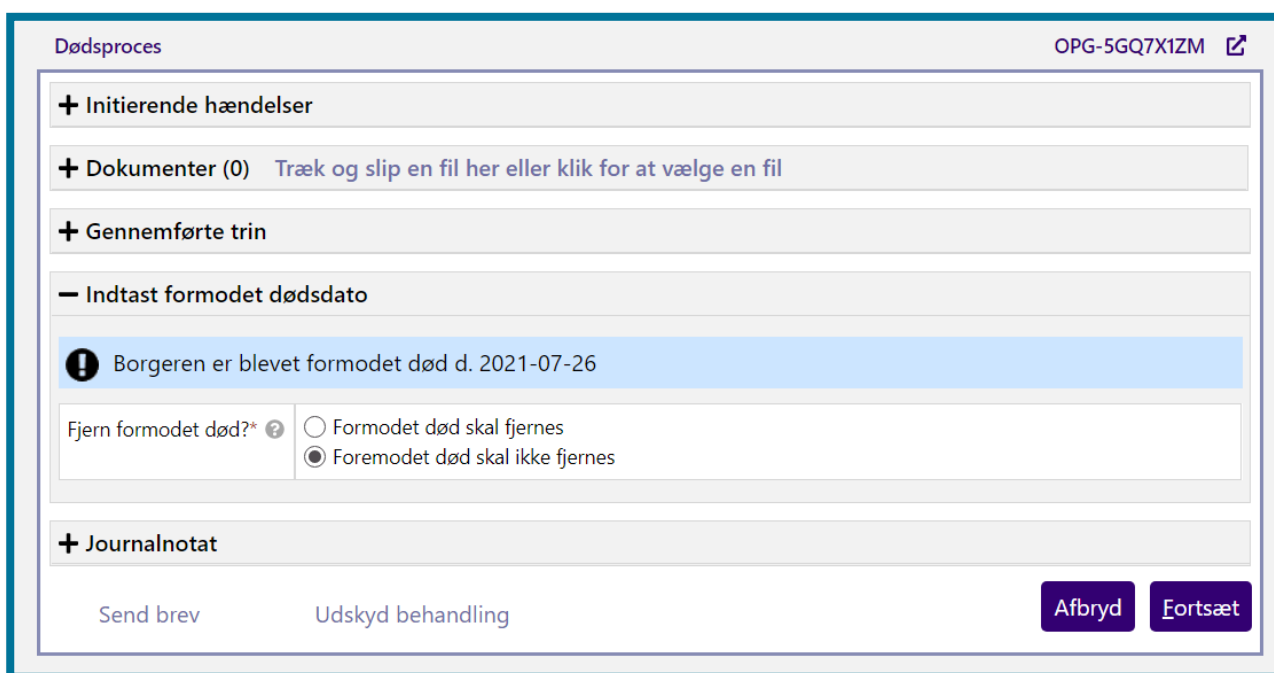 Dødsproces OPG-5GQ7X1ZM
Initierende hændelser
Dokumenter (0) Træk og slip en fil her eller klik for at vælge en fil
Gennemførte trin
Indtast formodet dødsdato
Borgeren er blevet formodet død d. 2021-07-26
Fjern formodet død?* Formodet død skal fjernes
Foremodet død skal ikke fjernes
Journalnotat
Send brev Udskyd behandling Afbryd Fortsæt